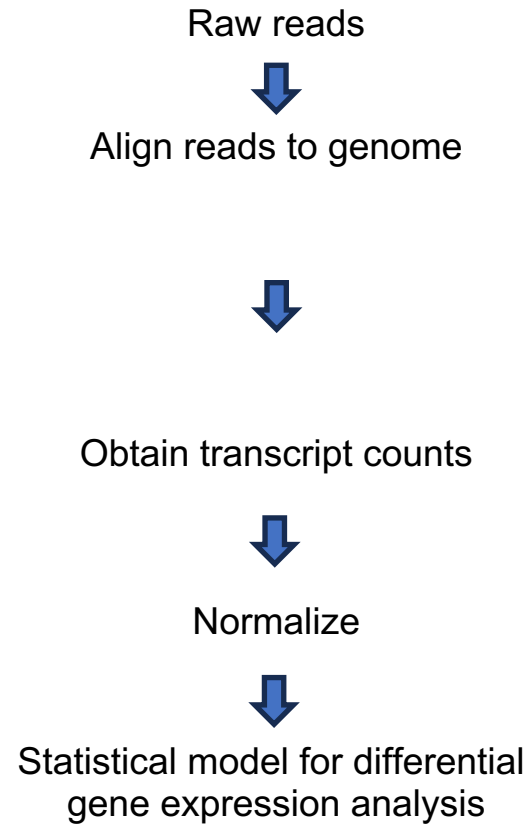 Raw reads
Align reads to genome
Obtain transcript counts
Normalize
Statistical model for differential
gene expression analysis